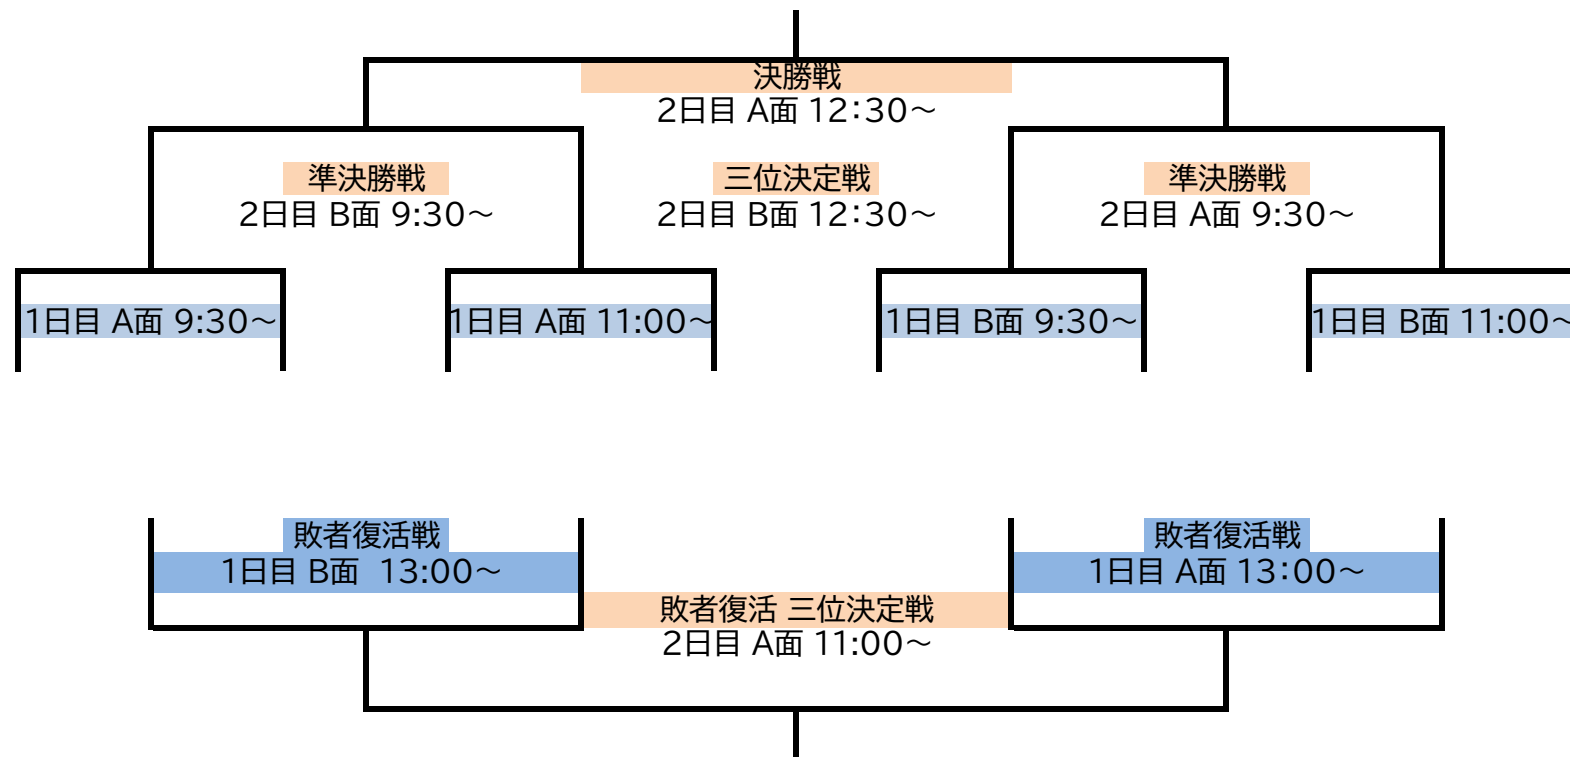 決勝戦
2日目 A面 12：30～
準決勝戦
2日目 B面 9:30～
三位決定戦
2日目 B面 12：30～
準決勝戦
2日目 A面 9:30～
1日目 A面 9:30～
1日目 A面 11:00～
1日目 B面 9:30～
1日目 B面 11:00～
敗者復活戦
1日目 B面  13:00～
敗者復活戦
1日目 A面 13：00～
敗者復活 三位決定戦
2日目 A面 11:00～